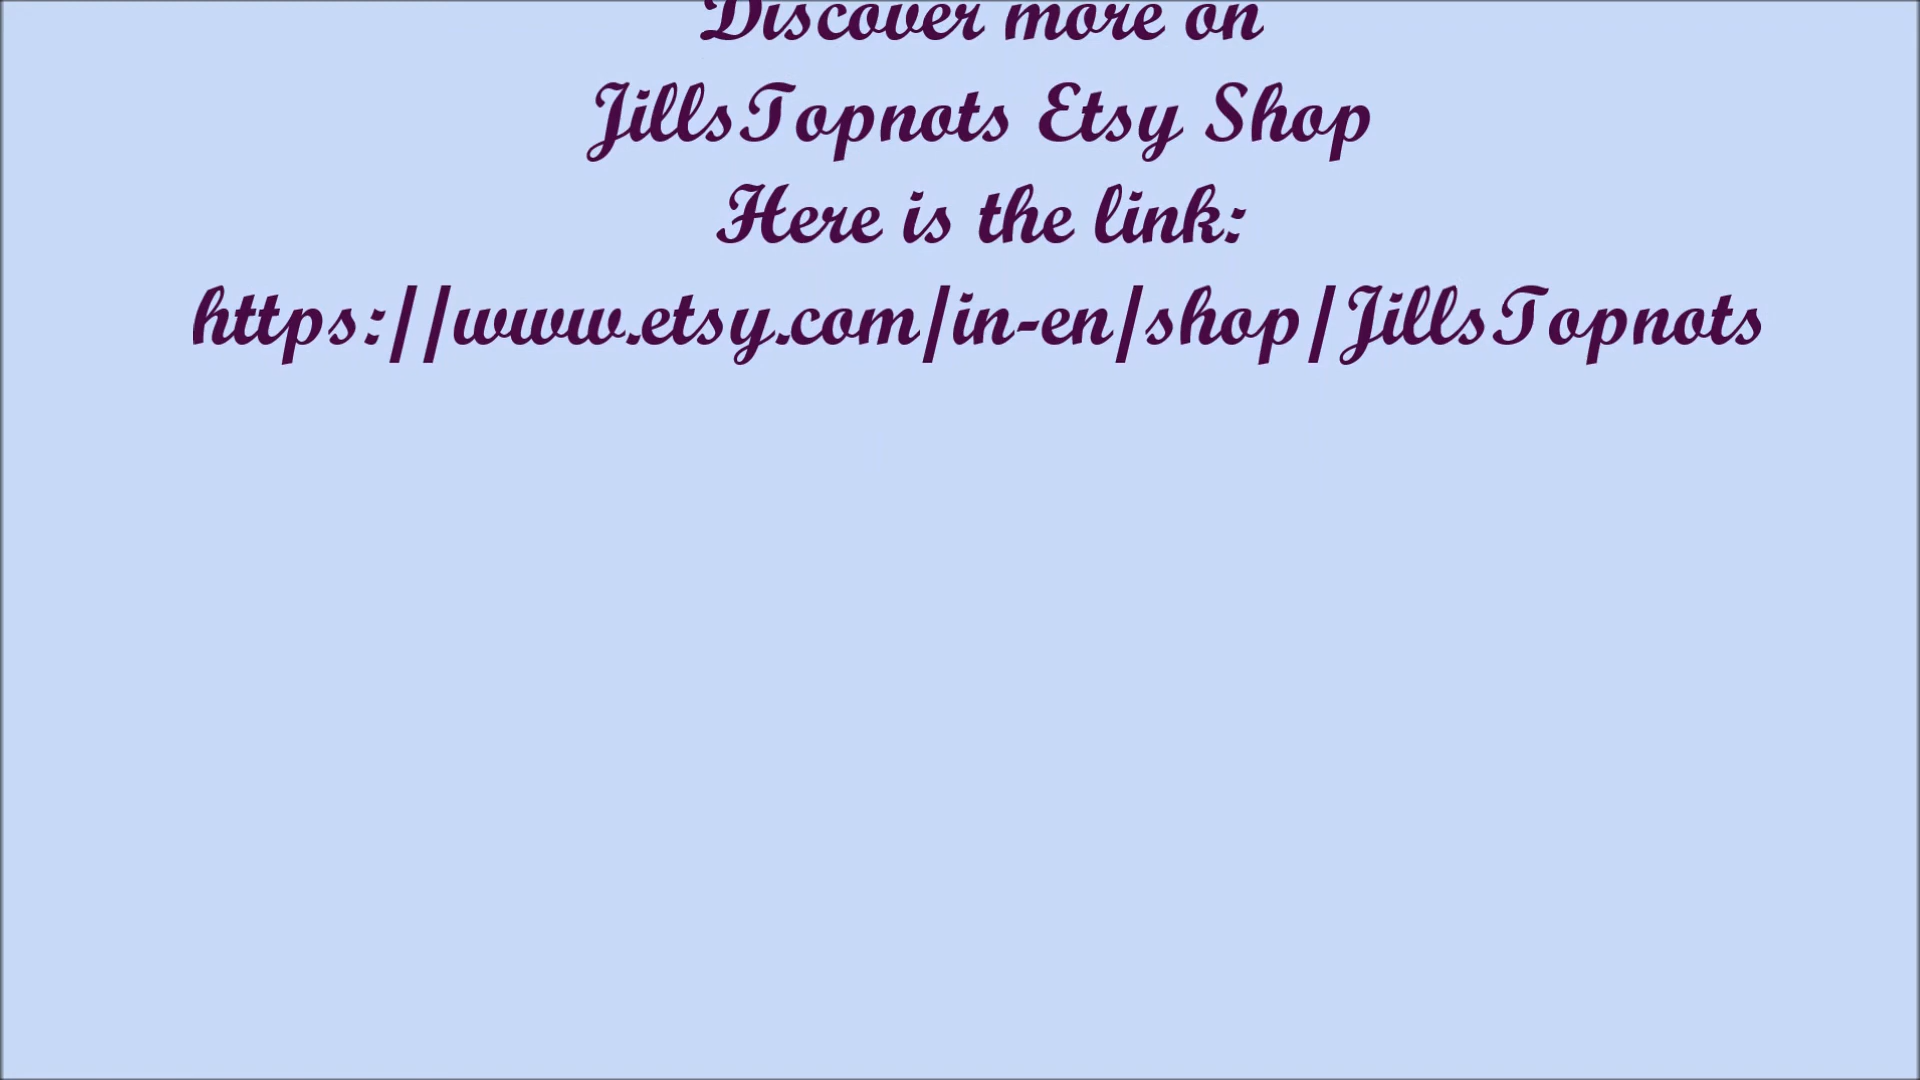 Discover more on
JillsTopnots Etsy Shop
Here is the link:
https://www.etsy.com/in-en/shop/JillsTopnots